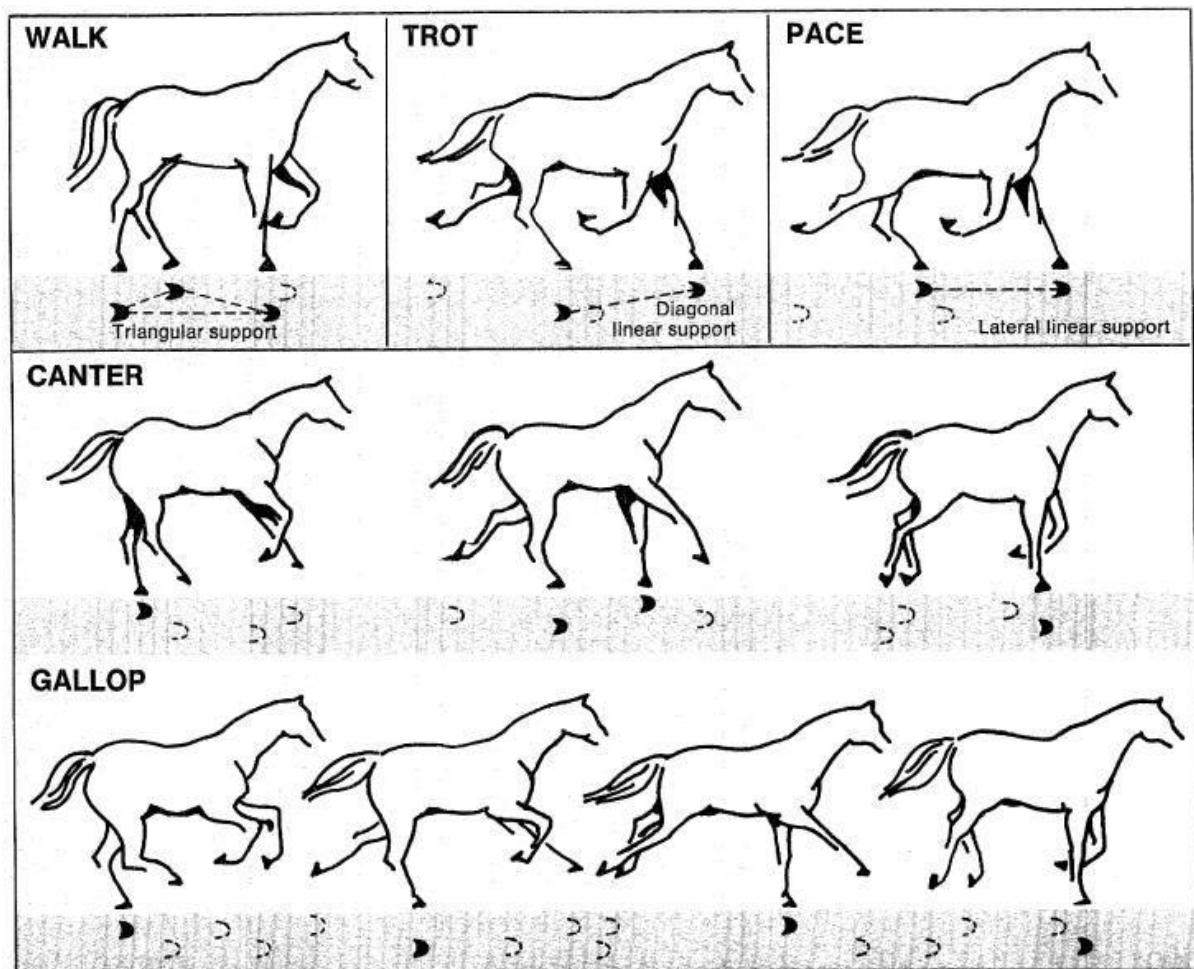 WALK
TROT
PACE
Triangular support
Diagonal
linear support
Lateral linear support
CANTER
GALLOP